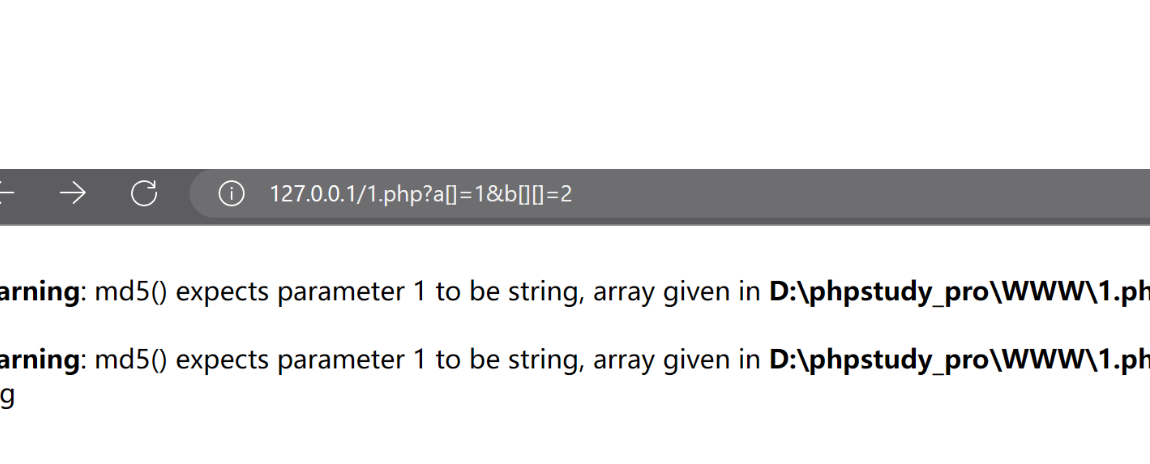 127.0.0.1/1.php?a[]=1&b[][]=2
arning: md5() expects parameter 1 to be string, array given in D:\phpstudy_pro\WWW\1.ph
arning: md5() expects parameter 1 to be string, array given in D:\phpstudy_pro\WWW\1.ph
g